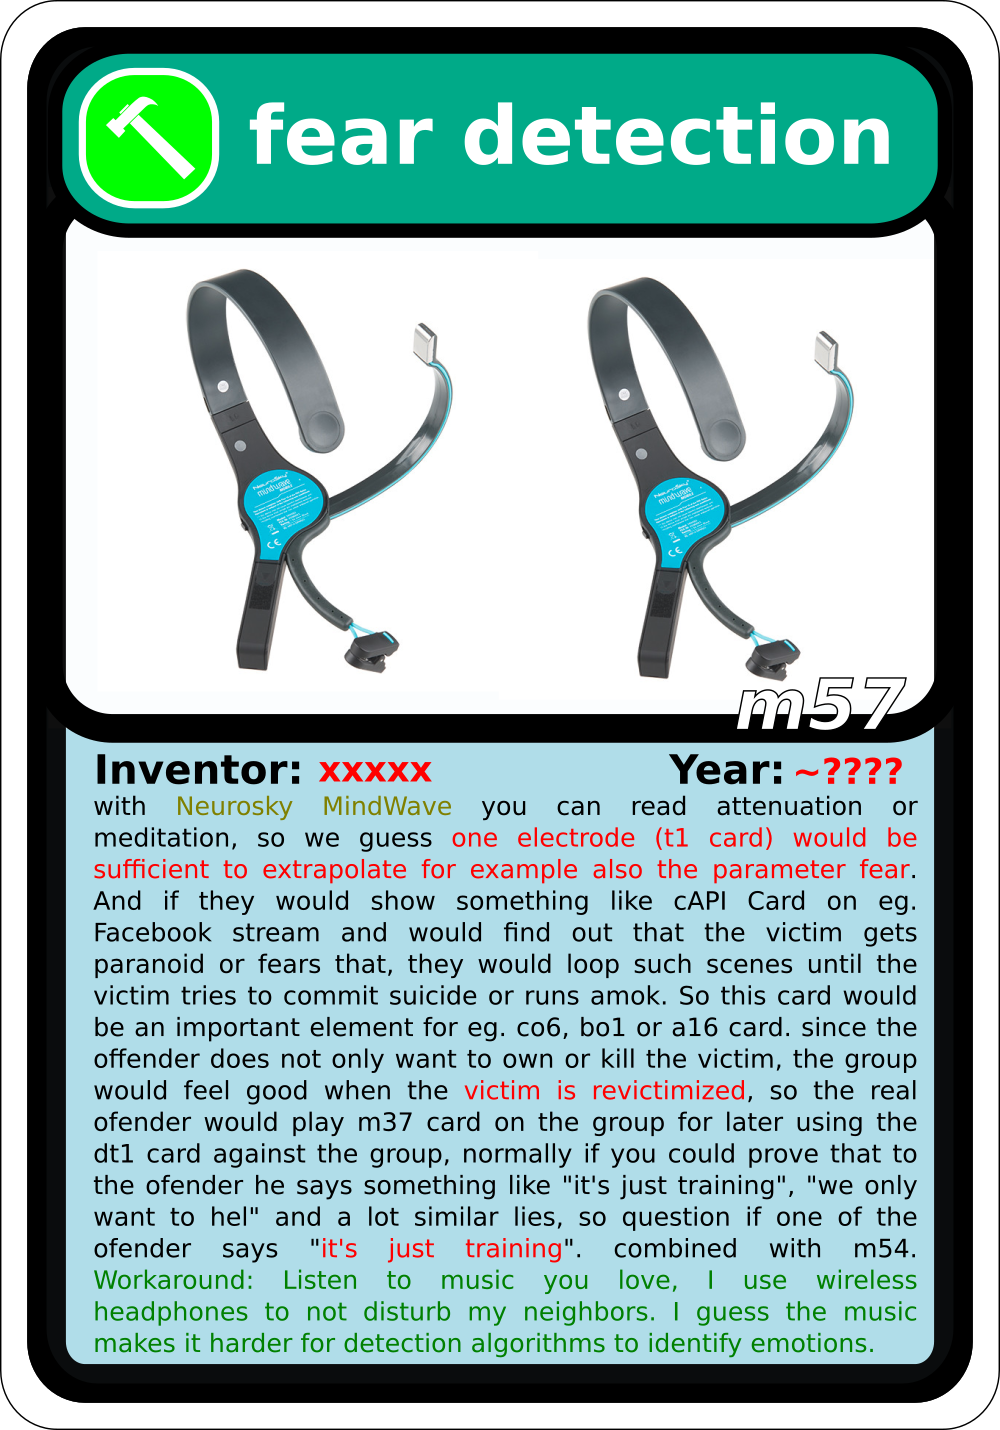 fear detection
NeuroSky
mindwave
mobile
NeuroSky
mindwave
mobile
m57
Inventor: xxxxx Year: ~????
with Neurosky MindWave you can read attenuation or
meditation, so we guess one electrode (t1 card) would be
sufficient to extrapolate for example also the parameter fear.
And if they would show something like cAPI Card on eg.
Facebook stream and would find out that the victim gets
paranoid or fears that, they would loop such scenes until the
victim tries to commit suicide or runs amok. So this card would
be an important element for eg. co6, bo1 or a16 card. since the
offender does not only want to own or kill the victim, the group
would feel good when the victim is revictimized, so the real
ofender would play m37 card on the group for later using the
dt1 card against the group, normally if you could prove that to
the ofender he says something like "it's just training", "we only
want to hel" and a lot similar lies, so question if one of the
ofender says "it's just training". combined with m54.
Workaround: Listen to music you love, I use wireless
headphones to not disturb my neighbors. I guess the music
makes it harder for detection algorithms to identify emotions.